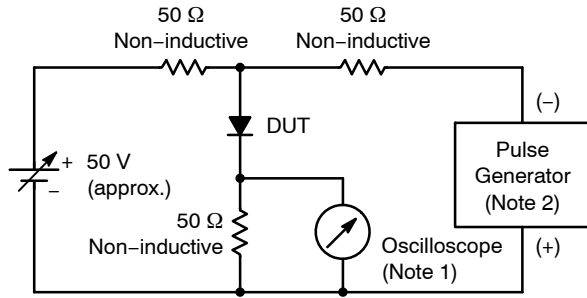 50 Ω
Non−inductive
50 Ω
Non−inductive
(−)
DUT
+
50 V
−
(approx.)
Pulse
Generator
(Note 2)
50 Ω
Non−inductive
Oscilloscope
(Note 1)
(+)